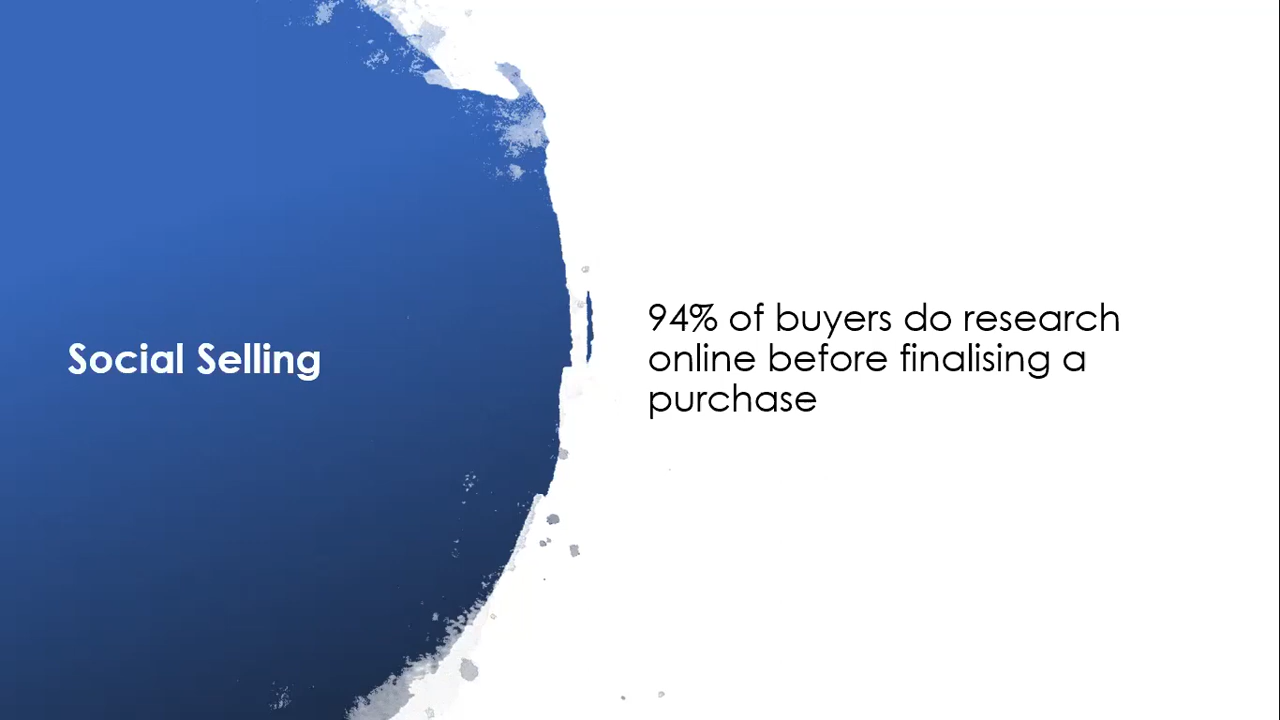 Social Selling
94% of buyers do research
online before finalising a
purchase